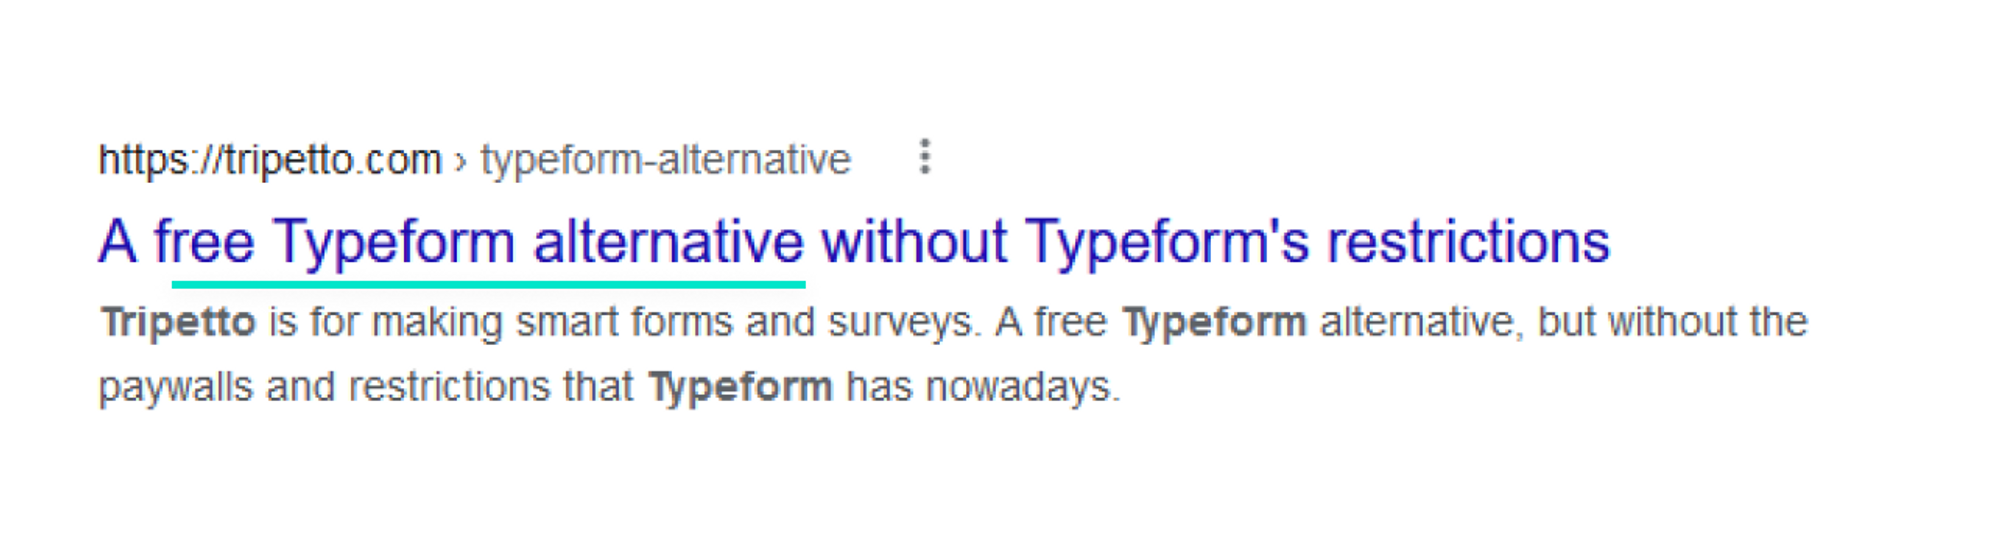 https://tripetto.com › typeform-alternative
A free Typeform alternative without Typeform's restrictions
Tripetto is for making smart forms and surveys. A free Typeform alternative, but without the
paywalls and restrictions that Typeform has nowadays.